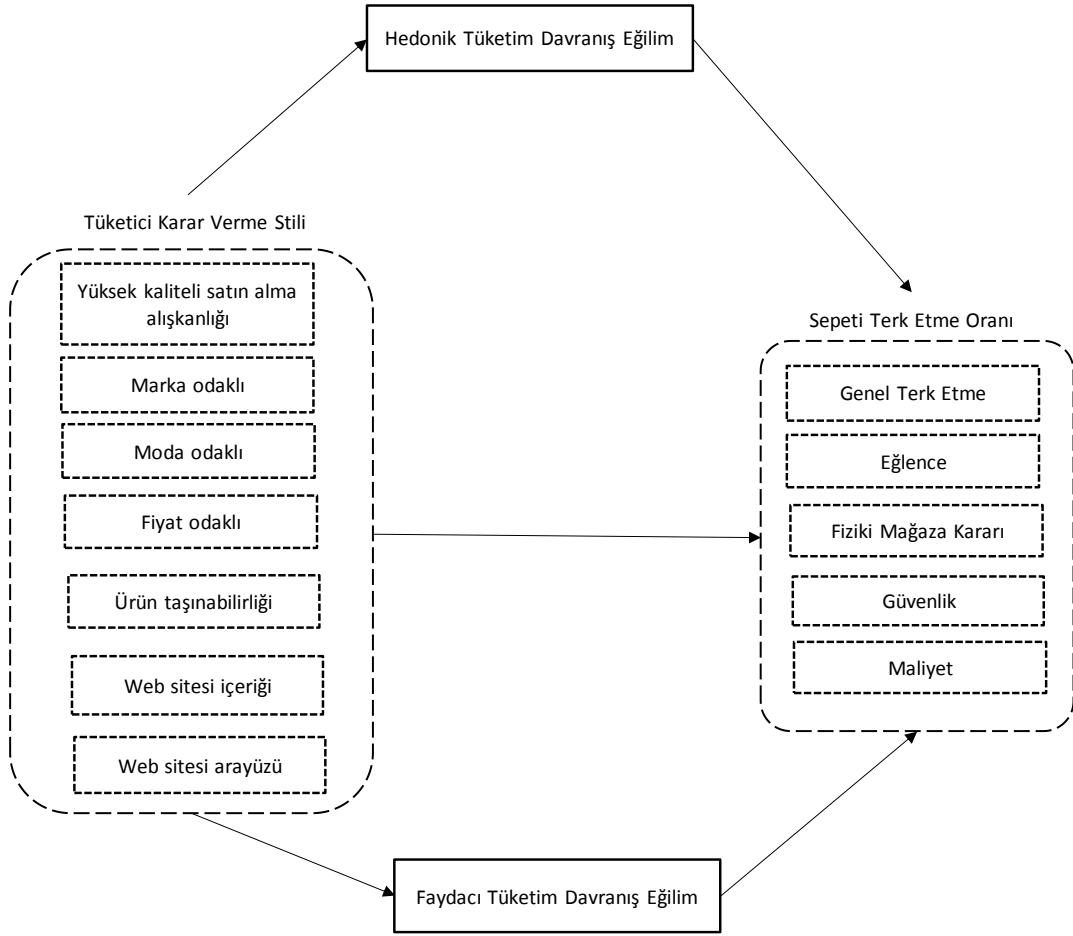 Hedonik Tüketim Davranış Eğilim
Tüketici Karar Verme Stili
Yüksek kaliteli satın alma
alışkanlığı
Marka odaklı
Moda odaklı
Fiyat odaklı
Ürün taşınabilirliği
Web sitesi içeriği
Web sitesi arayüzü
Sepeti Terk Etme Oranı
Genel Terk Etme
Eğlence
Fiziki Mağaza Kararı
Güvenlik
Maliyet
Faydacı Tüketim Davranış Eğilim